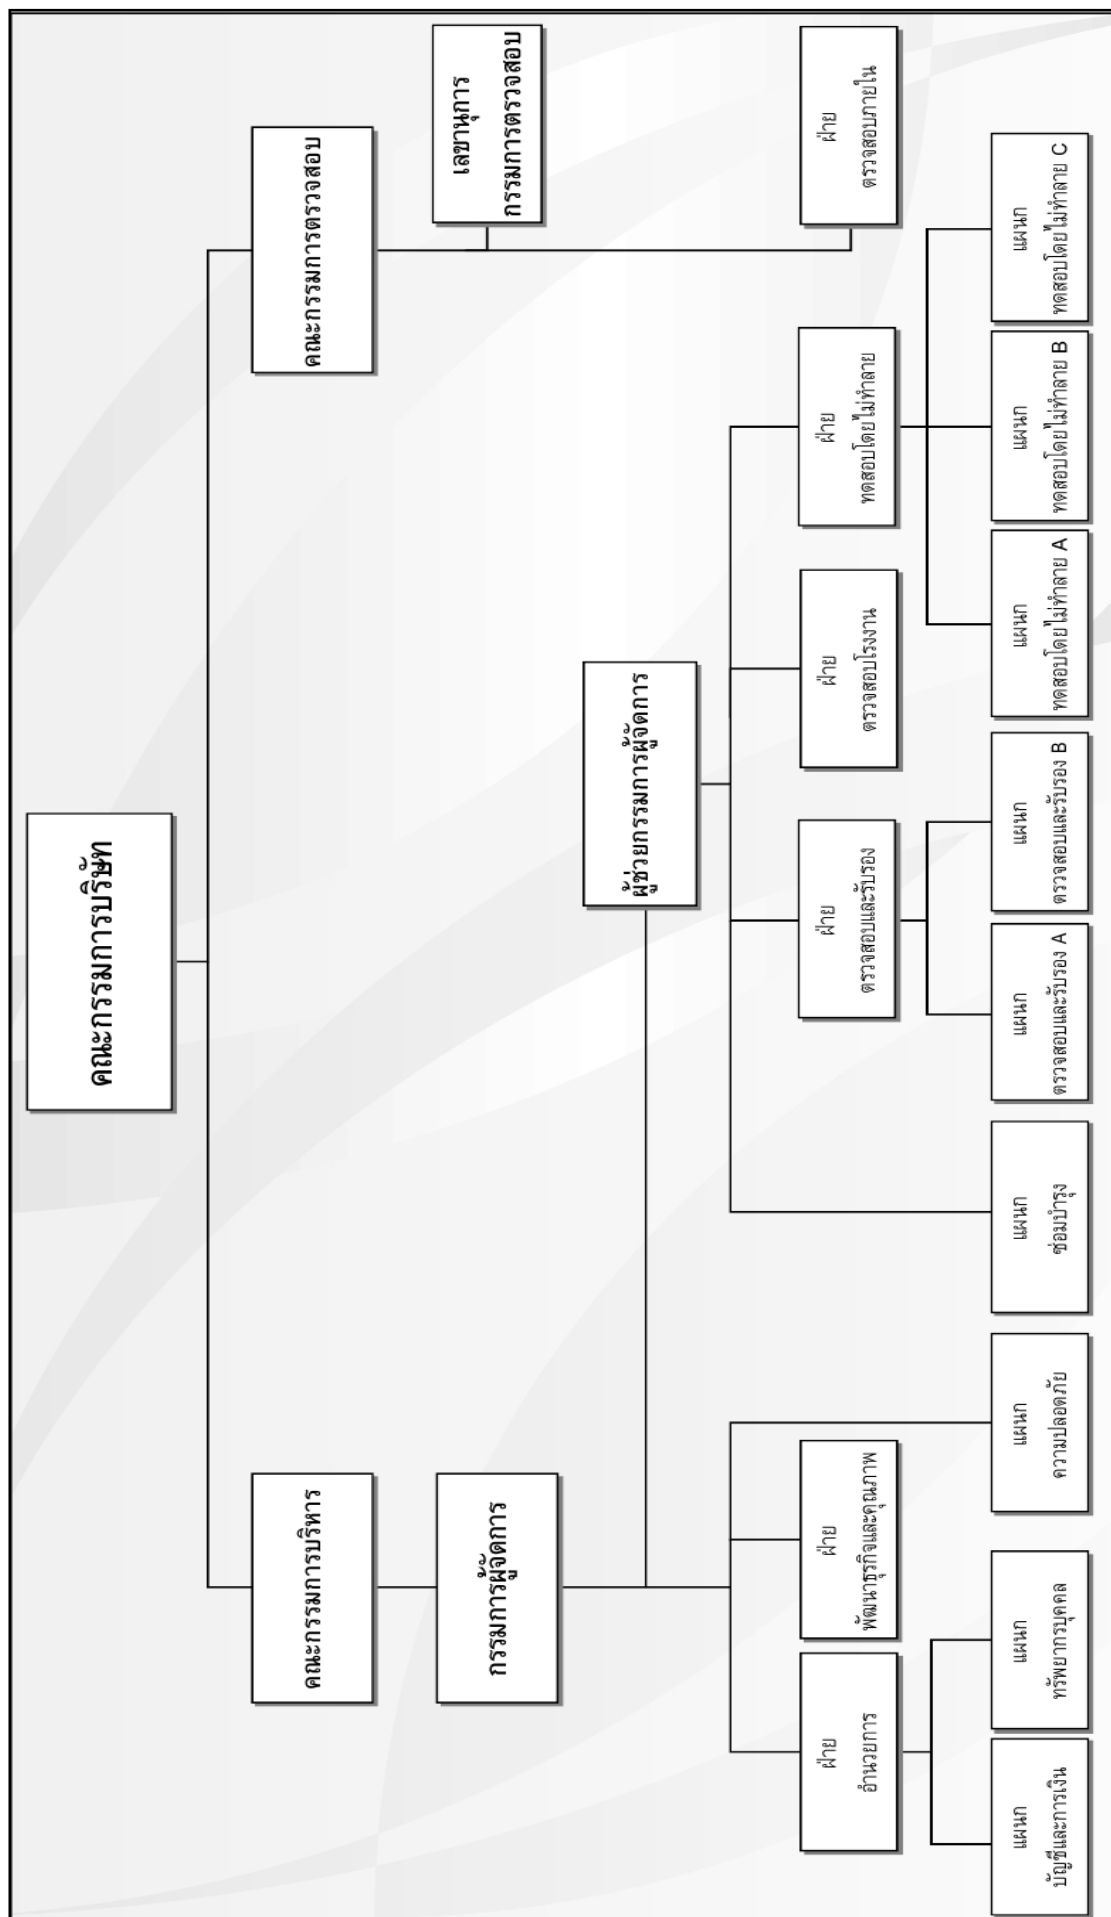 คณะกรรมการบริษัท
คณะกรรมการบริหาร
คณะกรรมการตรวจสอบ
กรรมการผู้จัดการ
เลขานุการ
กรรมการตรวจสอบ
ผู้ช่วยกรรมการผู้จัดการ
ฝ่าย
อำนวยการ
ฝ่าย
พัฒนาธุรกิจและคุณภาพ
ฝ่าย
ตรวจสอบและรับรอง
ฝ่าย
ตรวจสอบโรงงาน
ฝ่าย
ทดสอบโดยไม่ทำลาย
ฝ่าย
ตรวจสอบภายใน
แผนก
บัญชีและการเงิน
แผนก
ทรัพยากรบุคคล
แผนก
ความปลอดภัย
แผนก
ซ่อมบำรุง
แผนก
ตรวจสอบและรับรอง A
แผนก
ตรวจสอบและรับรอง B
แผนก
ทดสอบโดยไม่ทำลาย A
แผนก
ทดสอบโดยไม่ทำลาย B
แผนก
ทดสอบโดยไม่ทำลาย C